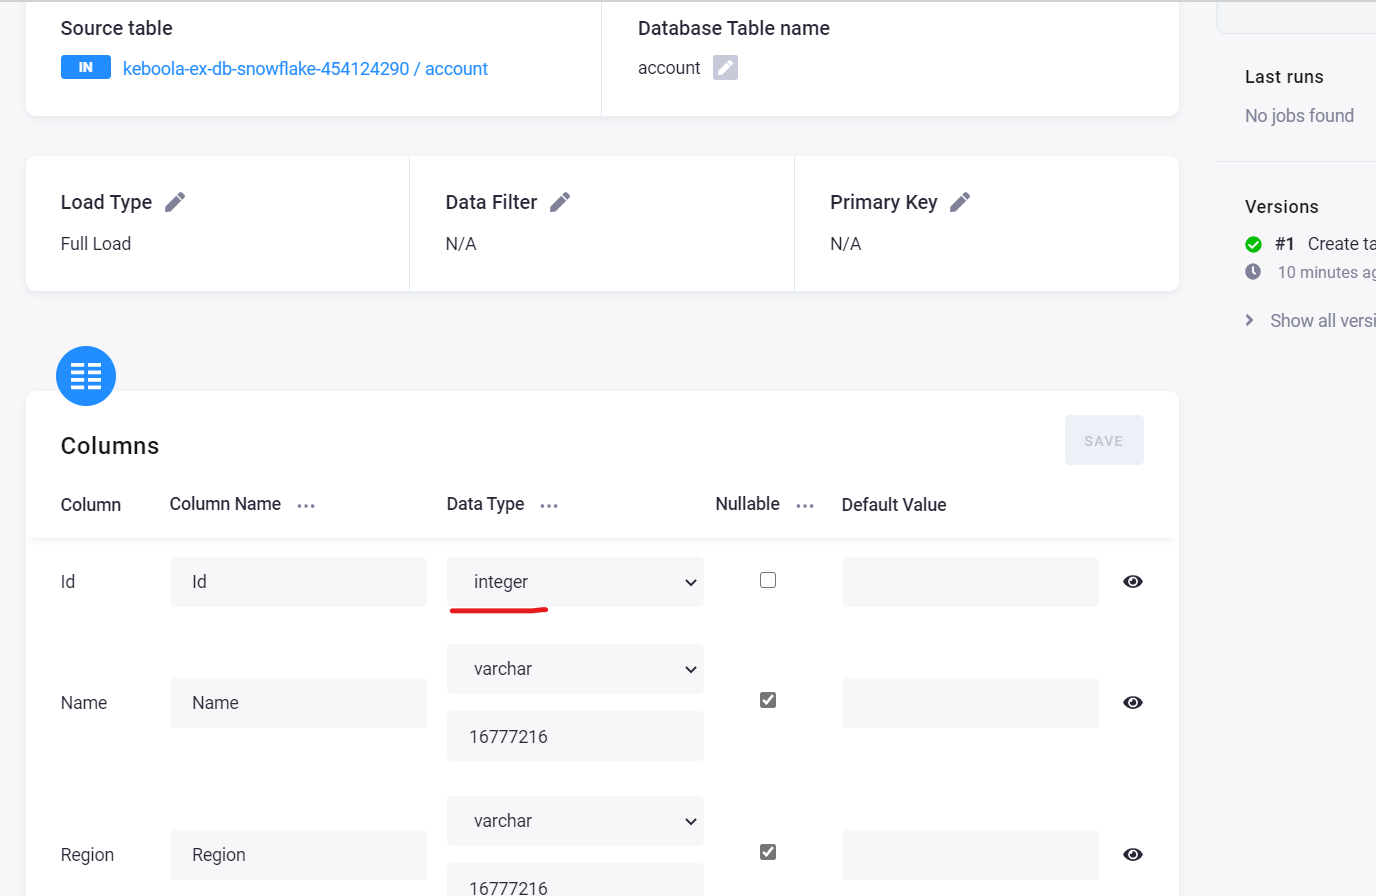 Source table
Database Table name
IN keboola-ex-db-snowflake-454124290 / account
account
Last runs
No jobs found
Load Type
Data Filter
Primary Key
Full Load
N/A
N/A
Versions
#1 Create ta
10 minutes ag
Show all versi
Columns
SAVE
Column
Column Name ...
Data Type ...
Nullable ...
Default Value
Id
Id
integer
Name
Name
varchar
16777216
Region
Region
varchar
16777216